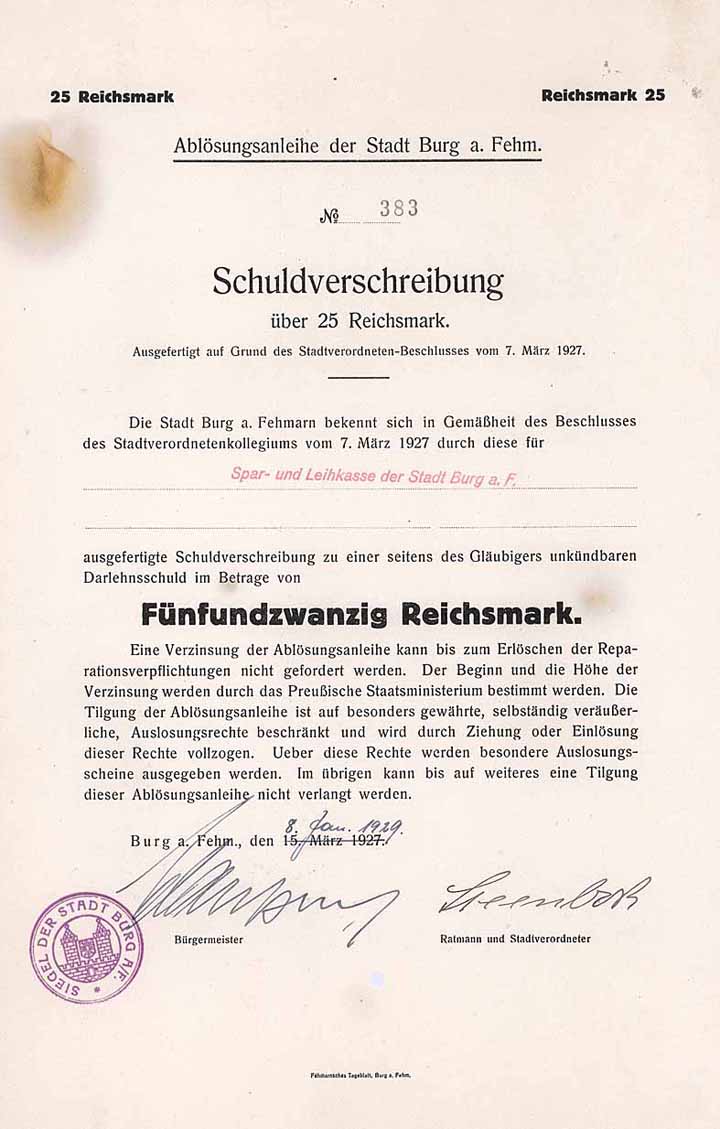 25 Reichsmark
Reichsmark 25
Ablösungsanleihe der Stadt Burg a. Fehm.
№ 383
Schuldverschreibung
über 25 Reichsmark.
Ausgefertigt auf Grund des Stadtverordneten-Beschlusses vom 7. März 1927.
Die Stadt Burg a. Fehmarn bekennt sich in Gemäßheit des Beschlusses
des Stadtverordnetenkollegiums vom 7. März 1927 durch diese für
Spar- und Leihkasse der Stadt Burg a. F.
ausgefertigte Schuldverschreibung zu einer seitens des Gläubigers unkündbaren
Darlehnsschuld im Betrage von
Fünfundzwanzig Reichsmark.
Eine Verzinsung der Ablösungsanleihe kann bis zum Erlöschen der Repa-
rationsverpflichtungen nicht gefordert werden. Der Beginn und die Höhe der
Verzinsung werden durch das Preußische Staatsministerium bestimmt werden. Die
Tilgung der Ablösungsanleihe ist auf besonders gewährte, selbständig veräußer-
liche, Auslosungsrechte beschränkt und wird durch Ziehung oder Einlösung
dieser Rechte vollzogen. Ueber diese Rechte werden besondere Auslosungs-
scheine ausgegeben werden. Im übrigen kann bis auf weiteres eine Tilgung
dieser Ablösungsanleihe nicht verlangt werden.
8. Jan. 1929.
Burg a. Fehm., den 15. März 1927.
Steenbock
Bürgermeister
Ratmann und Stadtverordneter
SIEGEL DER STADT BURG A/F. *
Fehmarnsches Tageblatt, Burg a. Fehm.